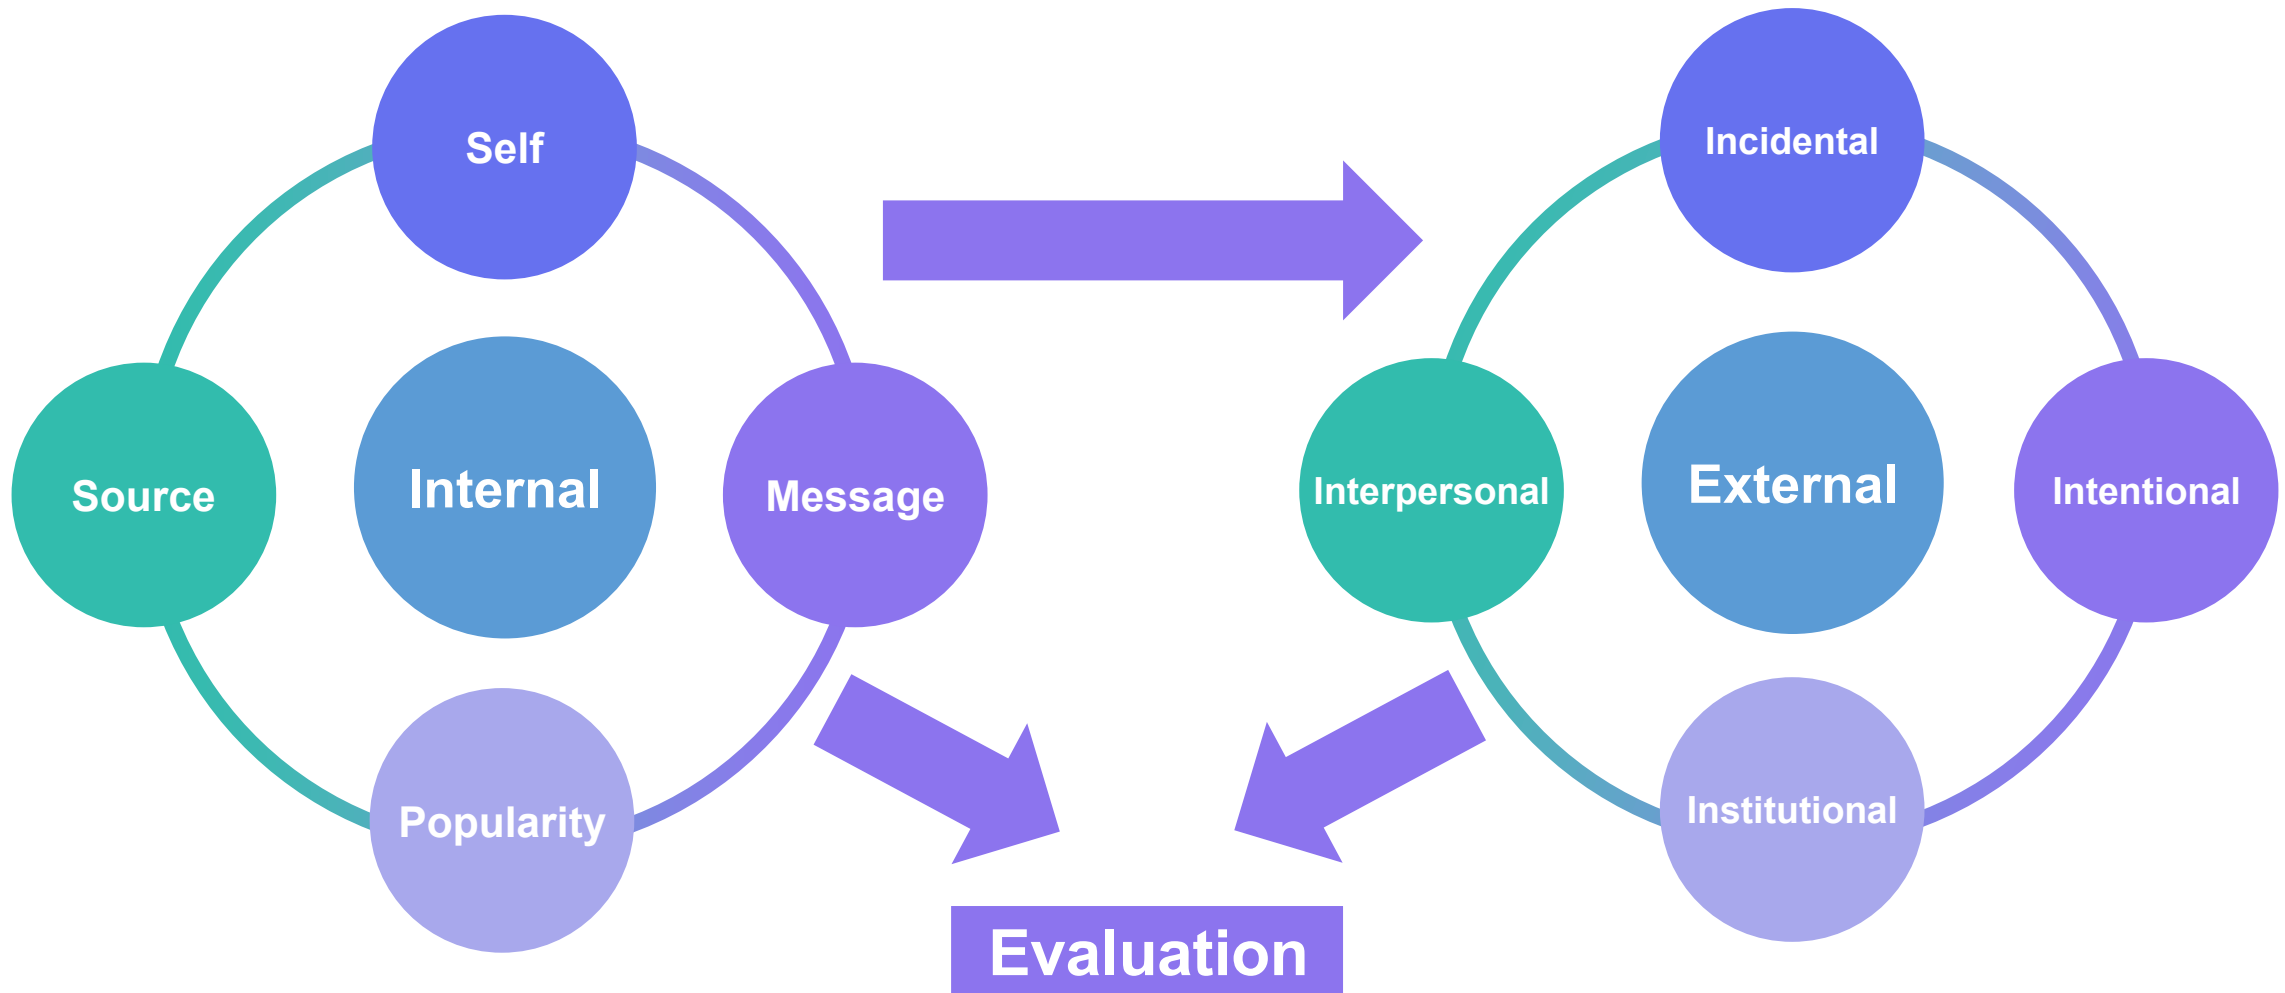 Self
Source
Internal
Message
Popularity
Incidental
Interpersonal
External
Intentional
Institutional
Evaluation